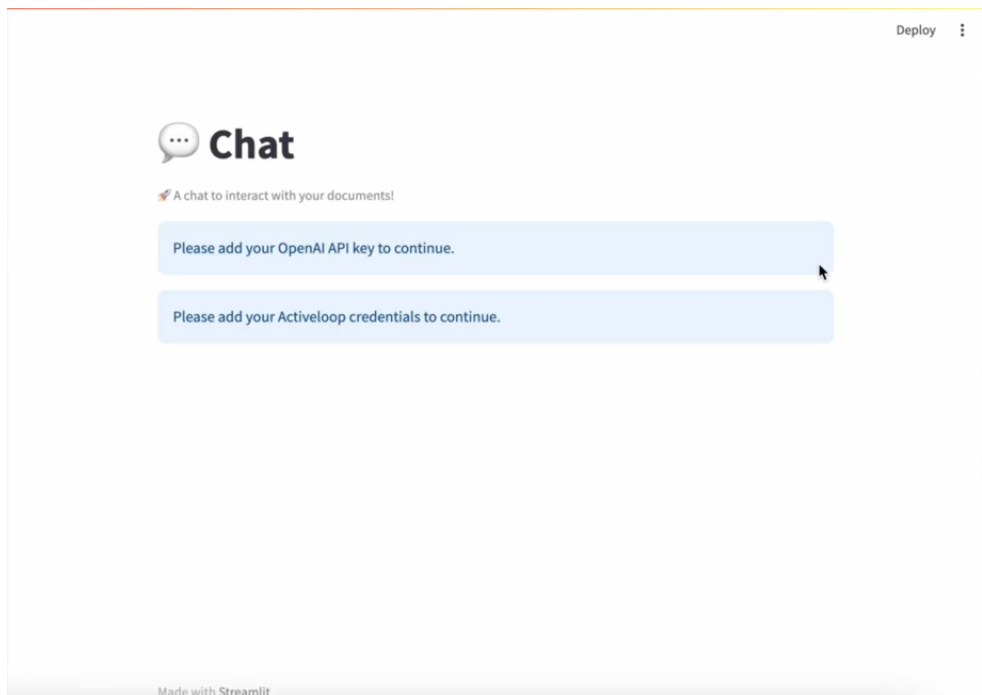 Deploy
Chat
A chat to interact with your documents!
Please add your OpenAI API key to continue.
Please add your Activeloop credentials to continue.
Made with Streamlit